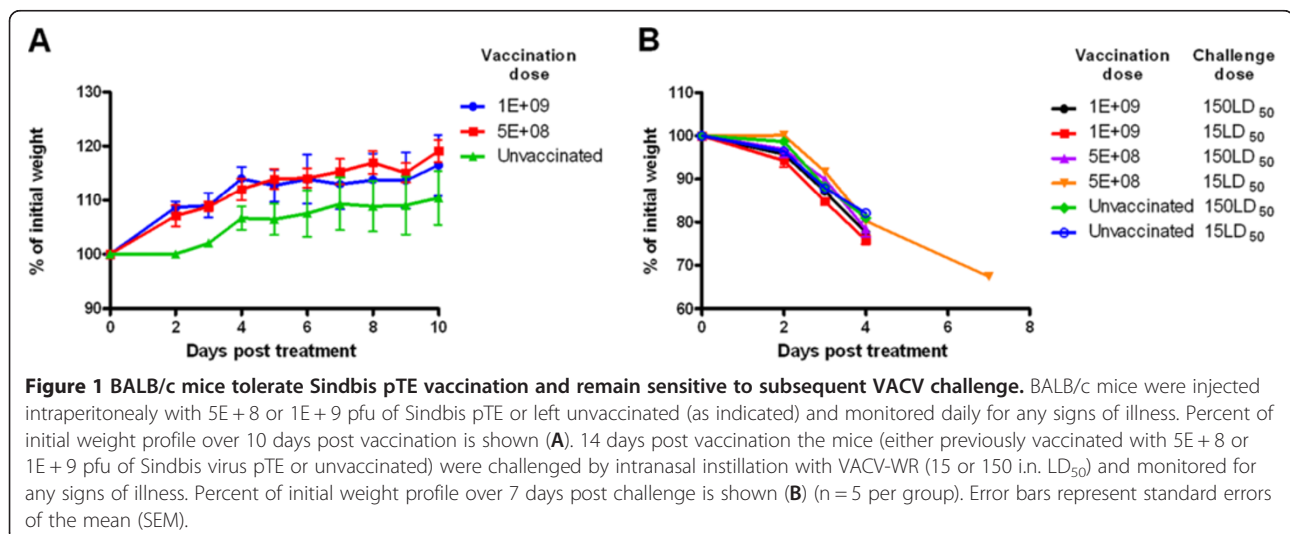 A
Vaccination
dose
1E+09
5E+08
Unvaccinated
130
120
110
100
90
% of initial weight
0 2 4 6 8 10
Days post treatment
B
Vaccination Challenge
dose dose
1E+09 150LD50
1E+09 15LD50
5E+08 150LD50
5E+08 15LD50
Unvaccinated 150LD50
Unvaccinated 15LD50
110
100
90
80
70
60
% of initial weight
0 2 4 6 8
Days post treatment
Figure 1 BALB/c mice tolerate Sindbis pTE vaccination and remain sensitive to subsequent VACV challenge. BALB/c mice were injected
intraperitonealy with 5E + 8 or 1E + 9 pfu of Sindbis pTE or left unvaccinated (as indicated) and monitored daily for any signs of illness. Percent of
initial weight profile over 10 days post vaccination is shown (A). 14 days post vaccination the mice (either previously vaccinated with 5E + 8 or
1E + 9 pfu of Sindbis virus pTE or unvaccinated) were challenged by intranasal instillation with VACV-WR (15 or 150 i.n. LD50) and monitored for
any signs of illness. Percent of initial weight profile over 7 days post challenge is shown (B) (n = 5 per group). Error bars represent standard errors
of the mean (SEM).